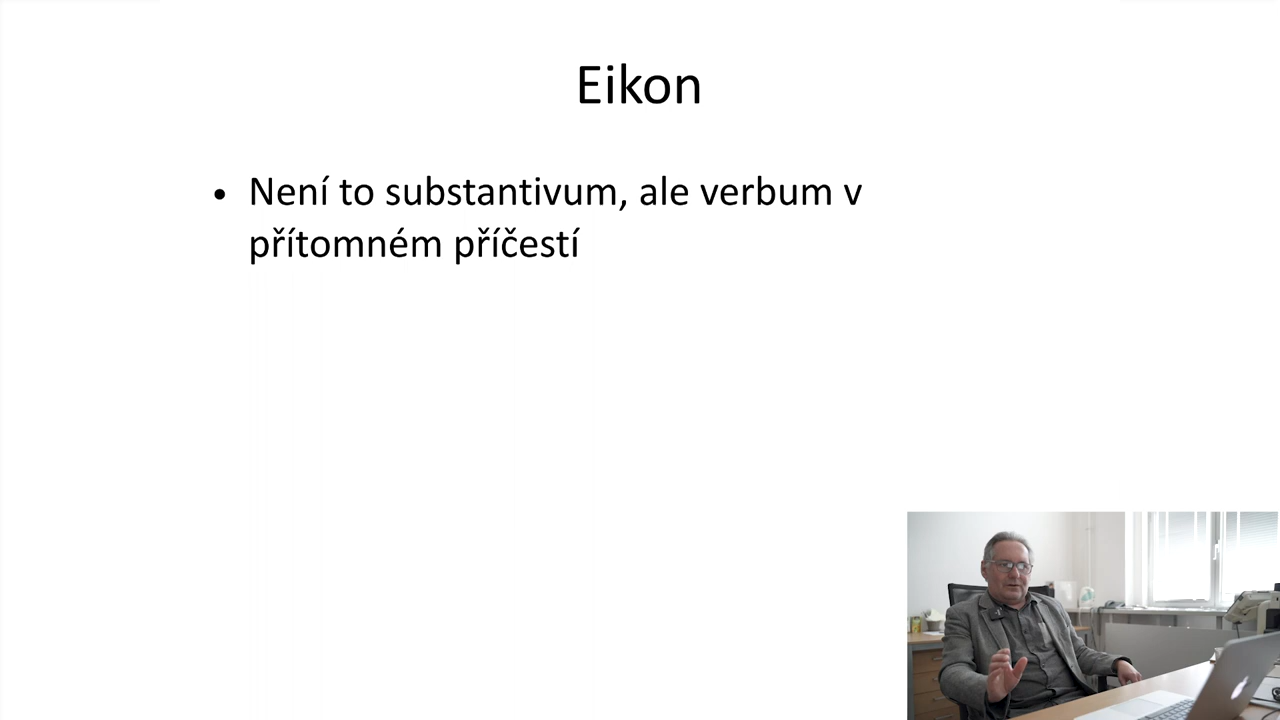 Eikon
• Není to substantivum, ale verbum v
přítomném příčestí